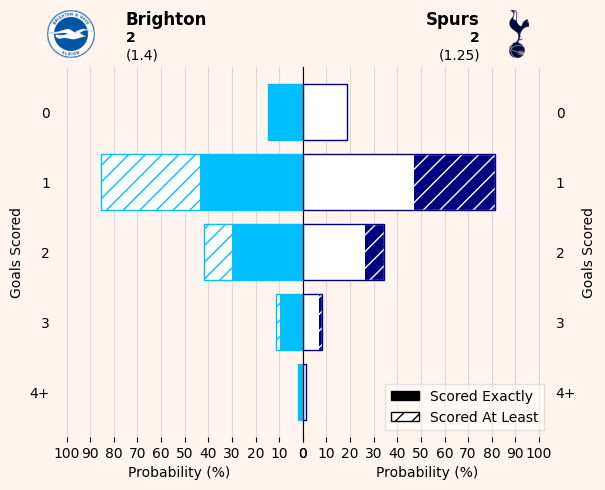 Brighton
2
(1.4)
Spurs
2
(1.25)
0
1
2
3
4+
Goals Scored
0
1
2
3
4+
Goals Scored
Scored Exactly
Scored At Least
100 90 80 70 60 50 40 30 20 10 0
0 10 20 30 40 50 60 70 80 90 100
Probability (%)
Probability (%)